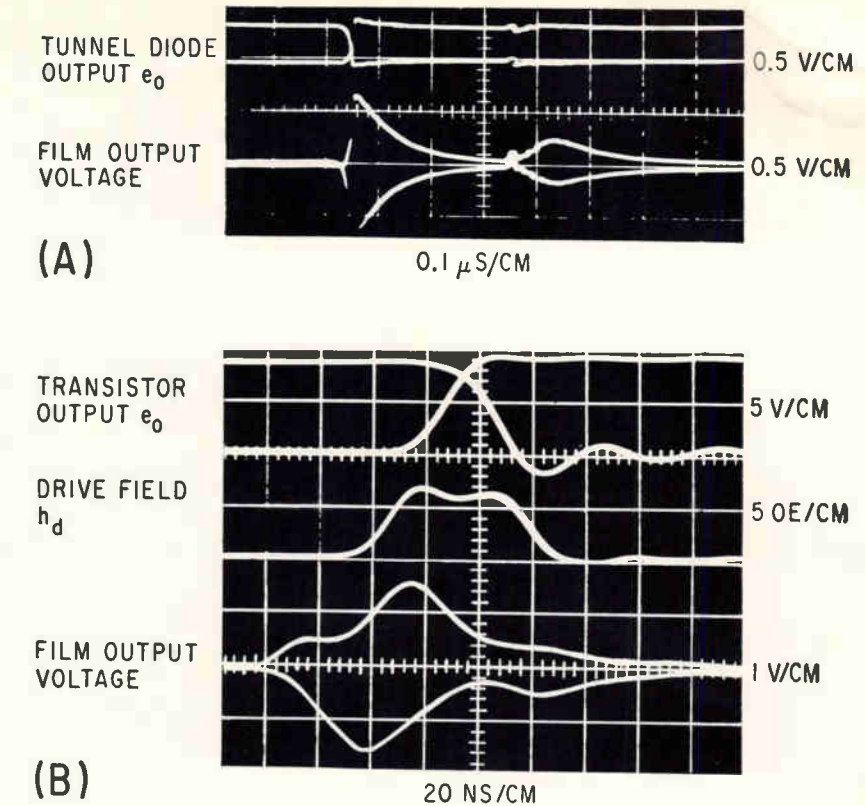 TUNNEL DIODE
OUTPUT e₀
0.5 V/CM
FILM OUTPUT
VOLTAGE
0.5 V/CM
(A)
0.1 μS/CM
TRANSISTOR
OUTPUT e₀
5 V/CM
DRIVE FIELD
h_d
5 OE/CM
FILM OUTPUT
VOLTAGE
1 V/CM
(B)
20 NS/CM